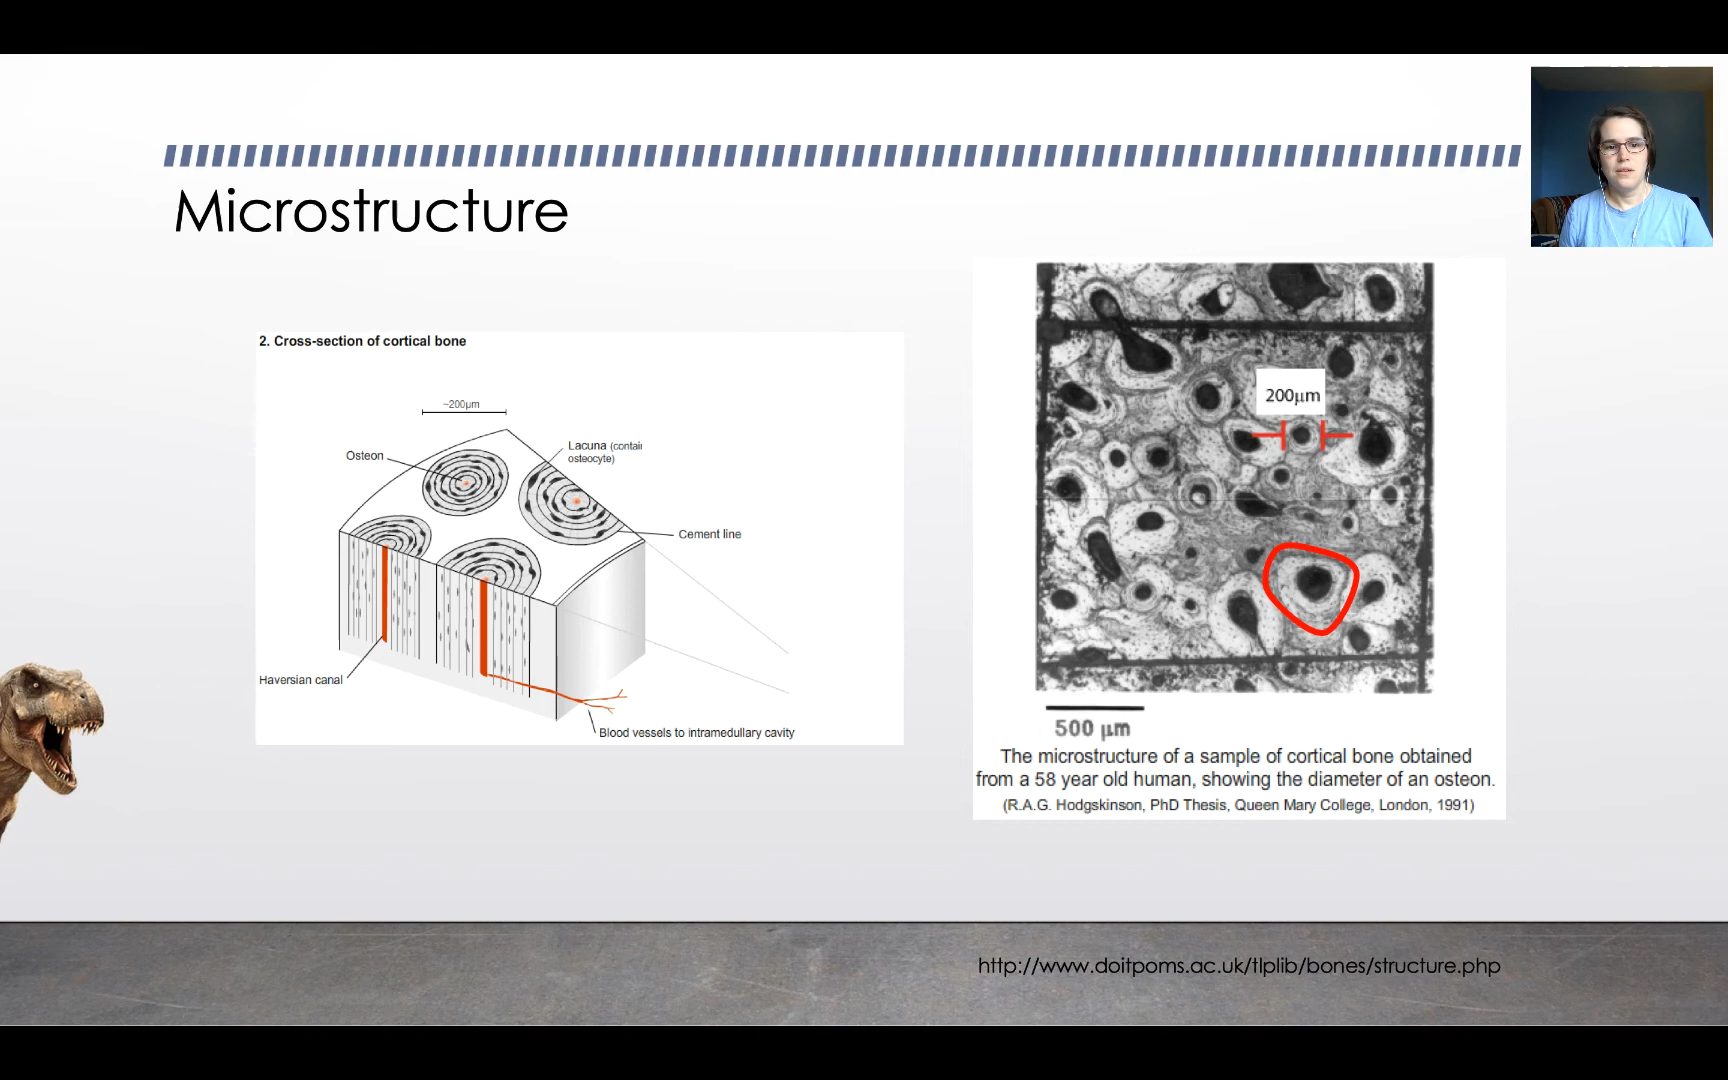 Microstructure
2. Cross-section of cortical bone
~200µm
Osteon
Lacuna (contai
osteocyte)
Cement line
Haversian canal
Blood vessels to intramedullary cavity
200µm
500 µm
The microstructure of a sample of cortical bone obtained
from a 58 year old human, showing the diameter of an osteon.
(R.A.G. Hodgskinson, PhD Thesis, Queen Mary College, London, 1991)
http://www.doitpoms.ac.uk/tlplib/bones/structure.php